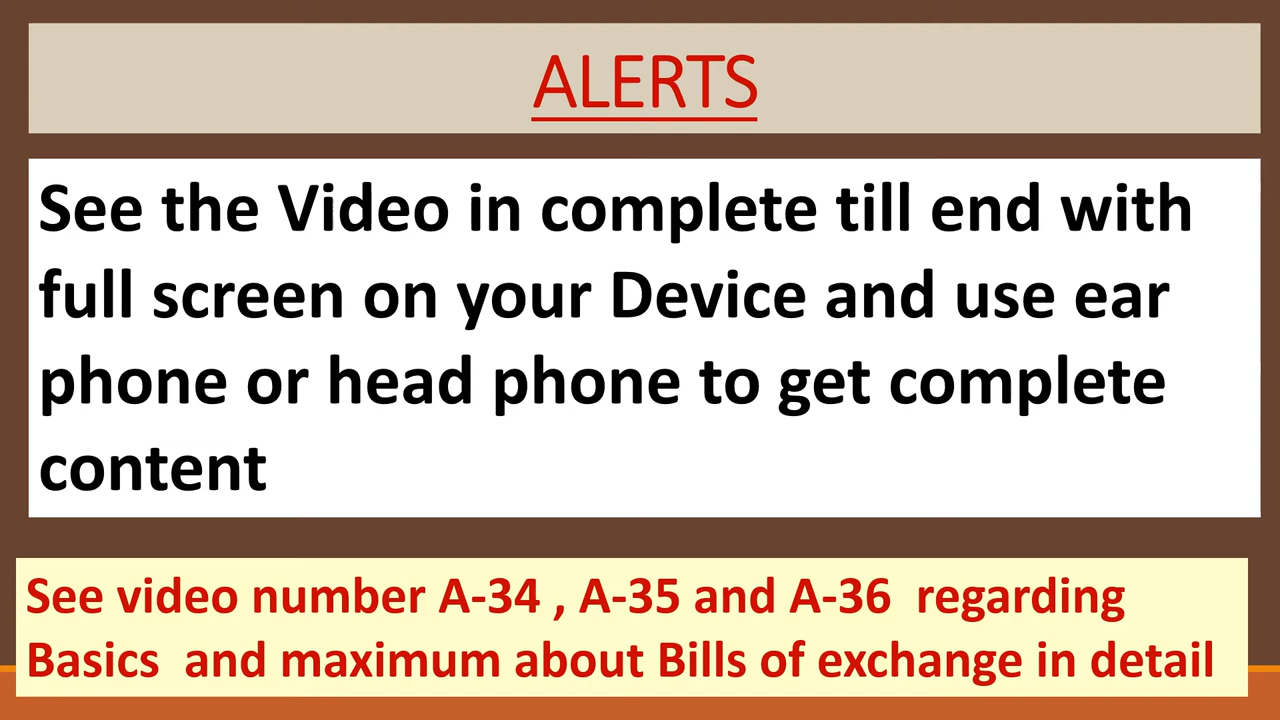 ALERTS
See the Video in complete till end with
full screen on your Device and use ear
phone or head phone to get complete
content
See video number A-34 , A-35 and A-36  regarding
Basics  and maximum about Bills of exchange in detail